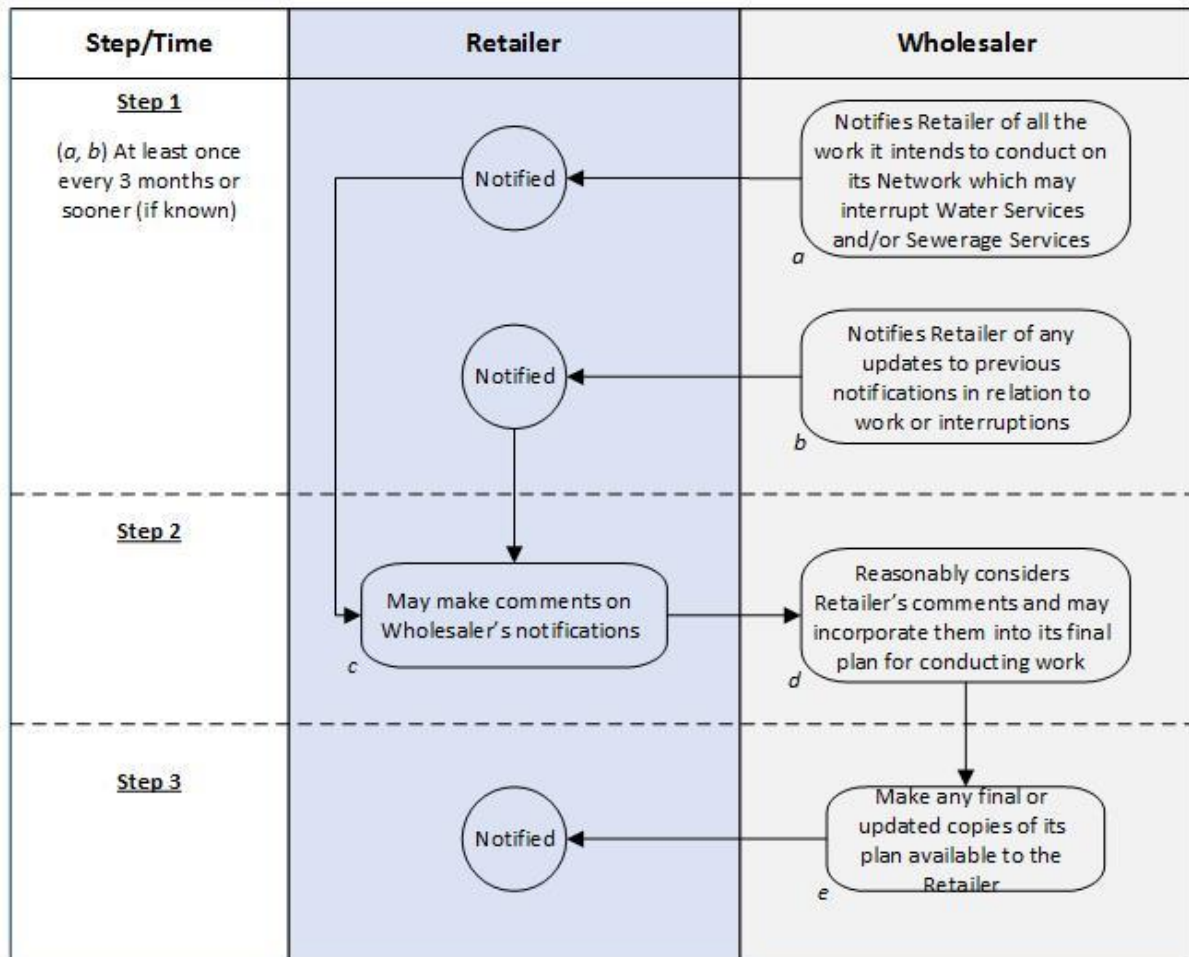 Step/Time
Retailer
Wholesaler
Step 1
(a, b) At least once
every 3 months or
sooner (if known)
Notified
Notifies Retailer of all the
work it intends to conduct on
its Network which may
interrupt Water Services
and/or Sewerage Services
a
Notified
Notifies Retailer of any
updates to previous
notifications in relation to
work or interruptions
b
Step 2
May make comments on
Wholesaler's notifications
c
Reasonably considers
Retailer's comments and may
incorporate them into its final
plan for conducting work
d
Step 3
Notified
Make any final or
updated copies of its
plan available to the
Retailer
e